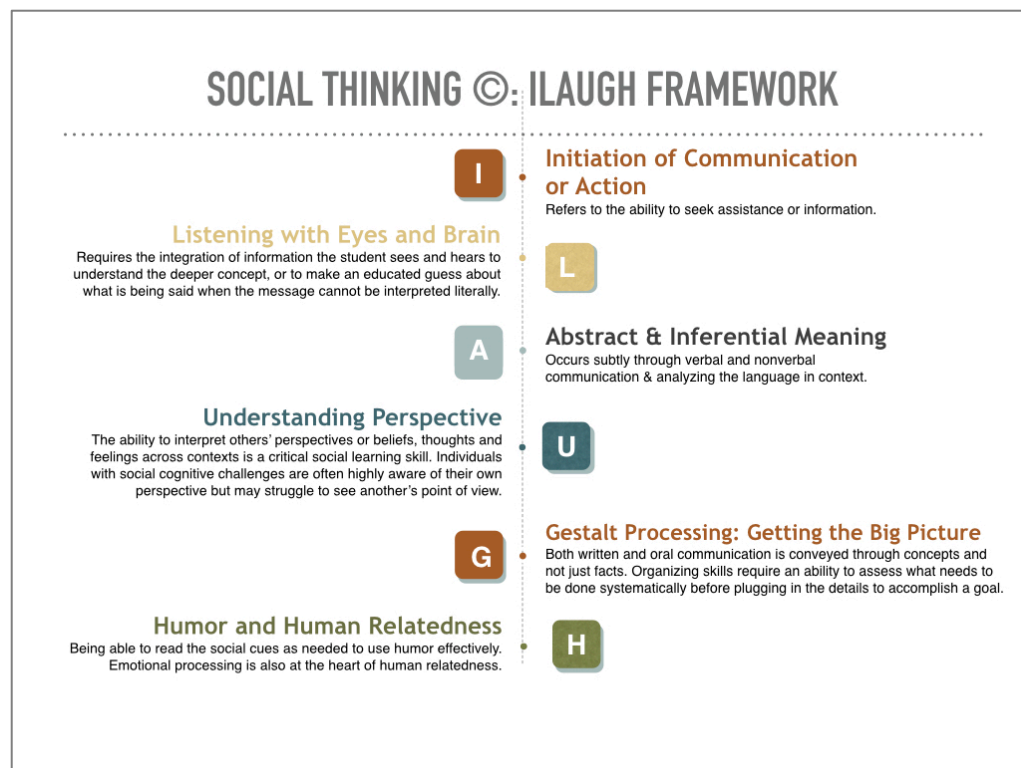 SOCIAL THINKING ©: ILAUGH FRAMEWORK
I
Initiation of Communication
or Action
Refers to the ability to seek assistance or information.
Listening with Eyes and Brain
Requires the integration of information the student sees and hears to
understand the deeper concept, or to make an educated guess about
what is being said when the message cannot be interpreted literally.
L
A
Abstract & Inferential Meaning
Occurs subtly through verbal and nonverbal
communication & analyzing the language in context.
Understanding Perspective
The ability to interpret others' perspectives or beliefs, thoughts and
feelings across contexts is a critical social learning skill. Individuals
with social cognitive challenges are often highly aware of their own
perspective but may struggle to see another's point of view.
U
G
Gestalt Processing: Getting the Big Picture
Both written and oral communication is conveyed through concepts and
not just facts. Organizing skills require an ability to assess what needs to
be done systematically before plugging in the details to accomplish a goal.
Humor and Human Relatedness
Being able to read the social cues as needed to use humor effectively.
Emotional processing is also at the heart of human relatedness.
H